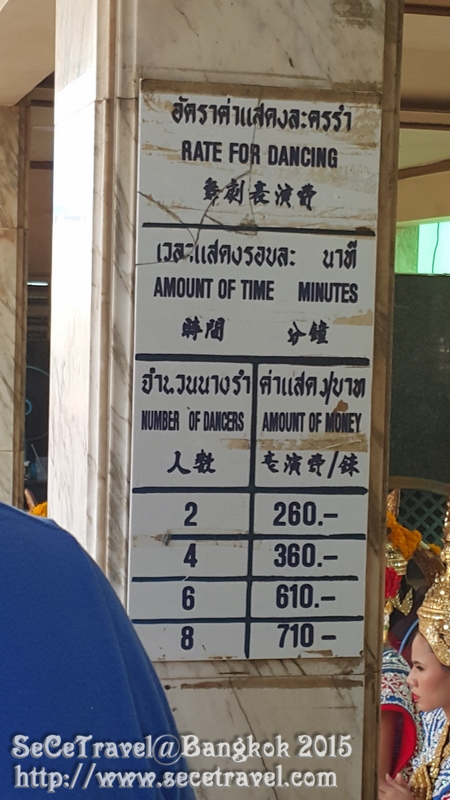 อัตราค่าแสดงละครรำ
RATE FOR DANCING
舞劇表演費
เวลาแสดงรอบละ นาที
AMOUNT OF TIME MINUTES
時間 分鐘
จำนวนนางรำ ค่าแสดง/บาท
NUMBER OF DANCERS AMOUNT OF MONEY
人數 表演費/銖
2 260.-
4 360.-
6 610.-
8 710-
SeCeTravel@Bangkok 2015
http://www.secetravel.com